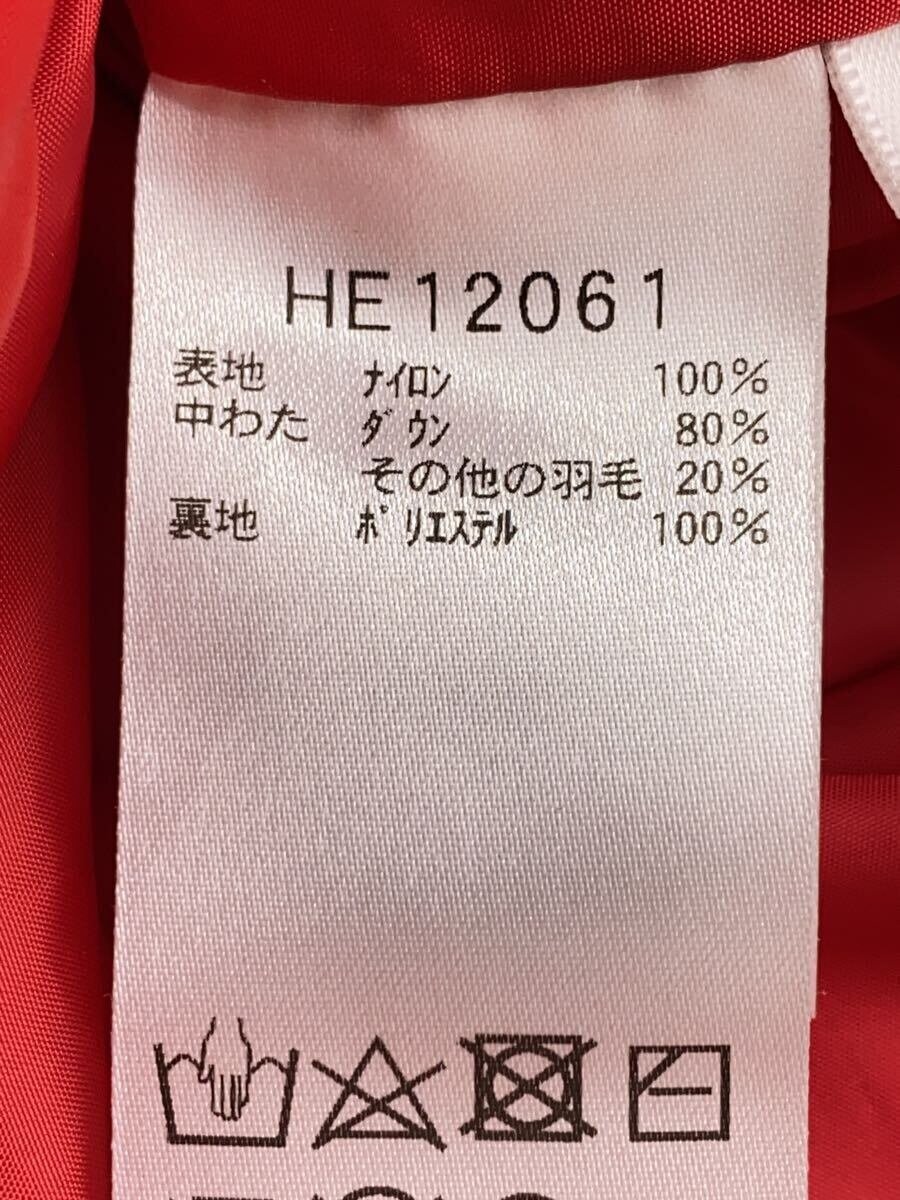 HE12061
表地 ﾅｲﾛﾝ 100%
中わた ﾀﾞｳﾝ 80%
その他の羽毛 20%
裏地 ﾎﾟﾘｴｽﾃﾙ 100%